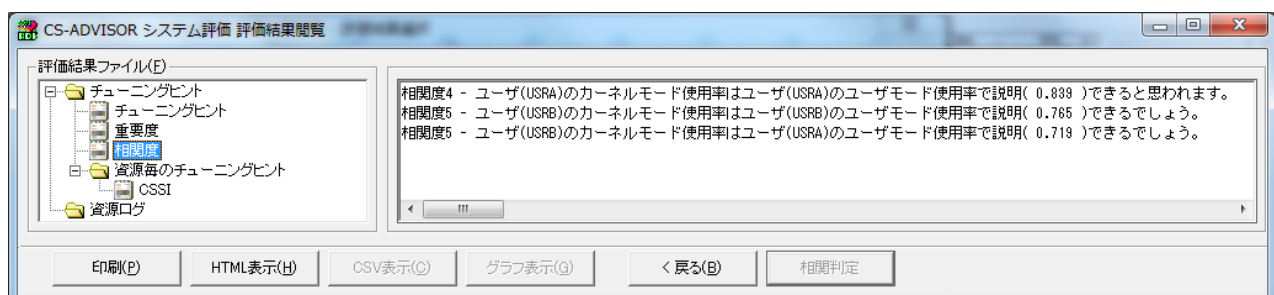 CS-ADVISOR システム評価 評価結果閲覧
評価結果ファイル(F)
チューニングヒント
チューニングヒント
重要度
相関度
資源毎のチューニングヒント
CSSI
資源ログ
相関度4 - ユーザ(USRA)のカーネルモード使用率はユーザ(USRA)のユーザモード使用率で説明( 0.839 )できると思われます。
相関度5 - ユーザ(USRB)のカーネルモード使用率はユーザ(USRB)のユーザモード使用率で説明( 0.765 )できるでしょう。
相関度5 - ユーザ(USRB)のカーネルモード使用率はユーザ(USRA)のユーザモード使用率で説明( 0.719 )できるでしょう。
印刷(P)
HTML表示(H)
CSV表示(C)
グラフ表示(G)
< 戻る(B)
相関判定